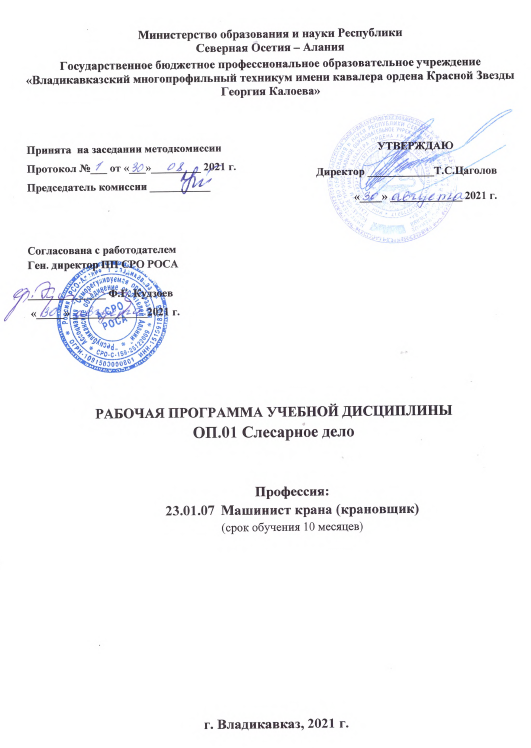 Министерство образования и науки Республики
Северная Осетия – Алания
Государственное бюджетное профессиональное образовательное учреждение
«Владикавказский многопрофильный техникум имени кавалера ордена Красной Звезды
Георгия Калоева»
Принята на заседании методкомиссии
Протокол № 1 от « 30 » 08 2021 г.
Председатель комиссии
УТВЕРЖДАЮ
Директор Т.С.Цаголов
« 30 » августа 2021 г.
Согласована с работодателем
Ген. директор НП СРО РОСА
Кудзоев
2021 г.
СРО
РОСА
РАБОЧАЯ ПРОГРАММА УЧЕБНОЙ ДИСЦИПЛИНЫ
ОП.01 Слесарное дело
Профессия:
23.01.07 Машинист крана (крановщик)
(срок обучения 10 месяцев)
г. Владикавказ, 2021 г.